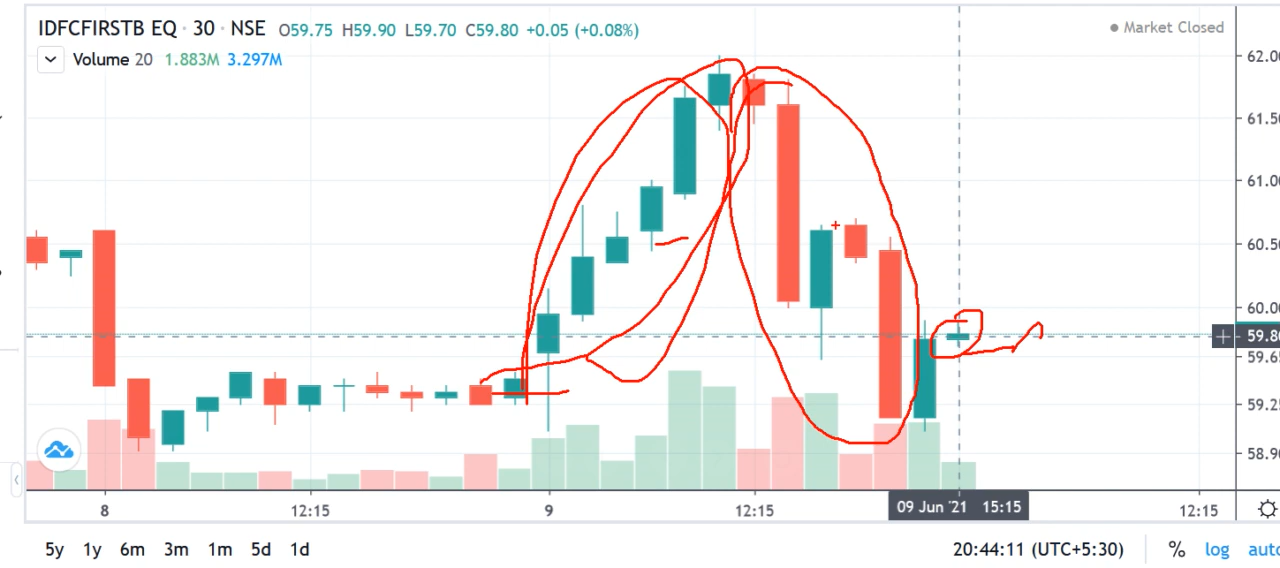 IDFCFIRSTB EQ · 30 · NSE O59.75 H59.90 L59.70 C59.80 +0.05 (+0.08%)
Market Closed
Volume 20 1.883M 3.297M
62.00
61.50
61.00
60.50
60.00
59.80
59.65
59.25
58.90
8 12:15 9 12:15 09 Jun '21 15:15 12:15
5y 1y 6m 3m 1m 5d 1d 20:44:11 (UTC+5:30) % log auto